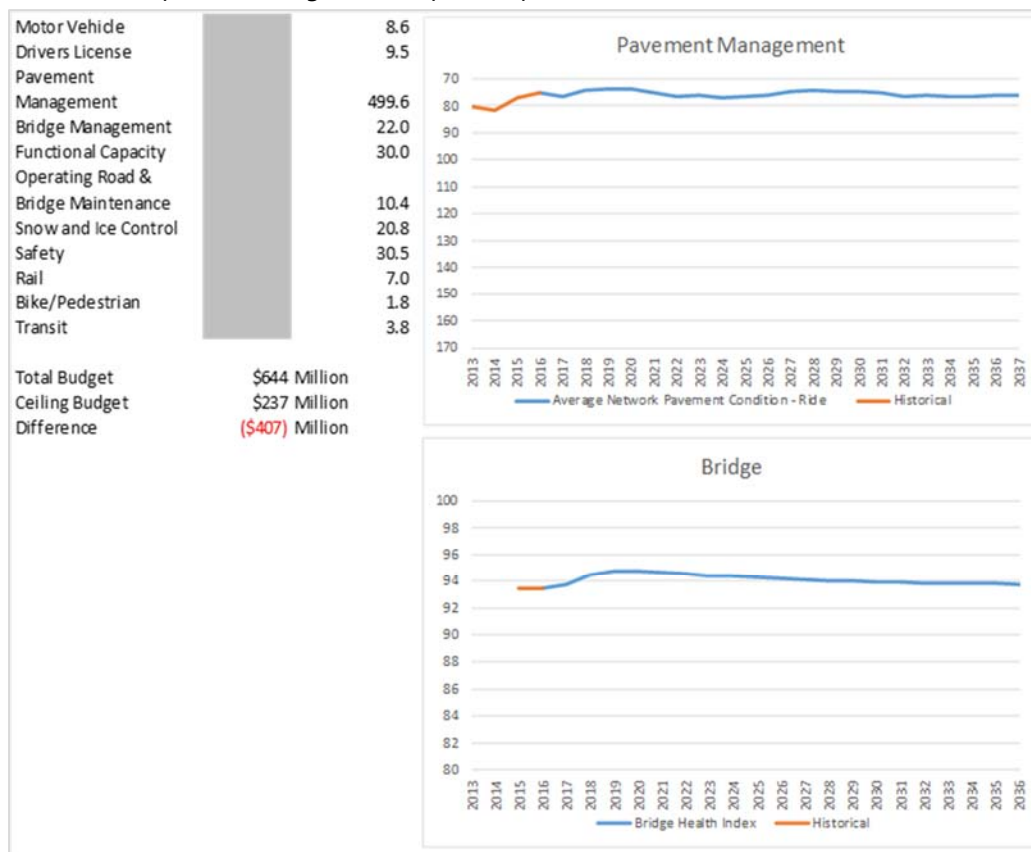 Motor Vehicle 8.6
Drivers License 9.5
Pavement
Management 499.6
Bridge Management 22.0
Functional Capacity 30.0
Operating Road &
Bridge Maintenance 10.4
Snow and Ice Control 20.8
Safety 30.5
Rail 7.0
Bike/Pedestrian 1.8
Transit 3.8
Total Budget $644 Million
Ceiling Budget $237 Million
Difference ($407) Million
Pavement Management
70
80
90
100
110
120
130
140
150
160
170
2013 2014 2015 2016 2017 2018 2019 2020 2021 2022 2023 2024 2025 2026 2027 2028 2029 2030 2031 2032 2033 2034 2035 2036 2037
Average Network Pavement Condition - Ride Historical
Bridge
100
98
96
94
92
90
88
86
84
82
80
2013 2014 2015 2016 2017 2018 2019 2020 2021 2022 2023 2024 2025 2026 2027 2028 2029 2030 2031 2032 2033 2034 2035 2036
Bridge Health Index Historical